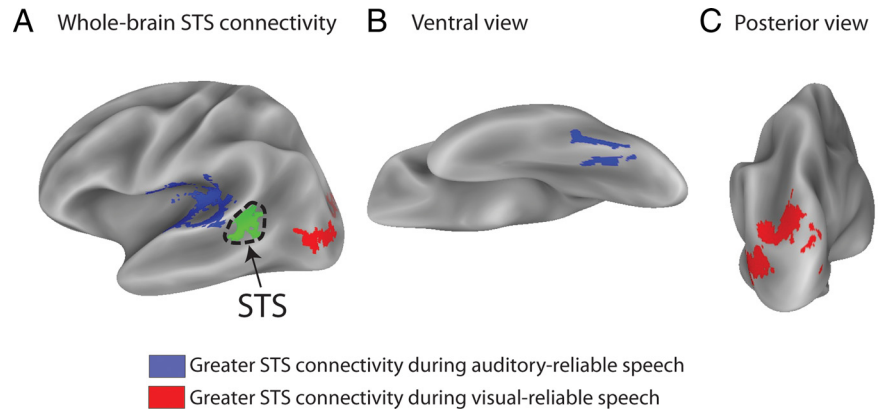 A Whole-brain STS connectivity
B Ventral view
C Posterior view
STS
Greater STS connectivity during auditory-reliable speech
Greater STS connectivity during visual-reliable speech